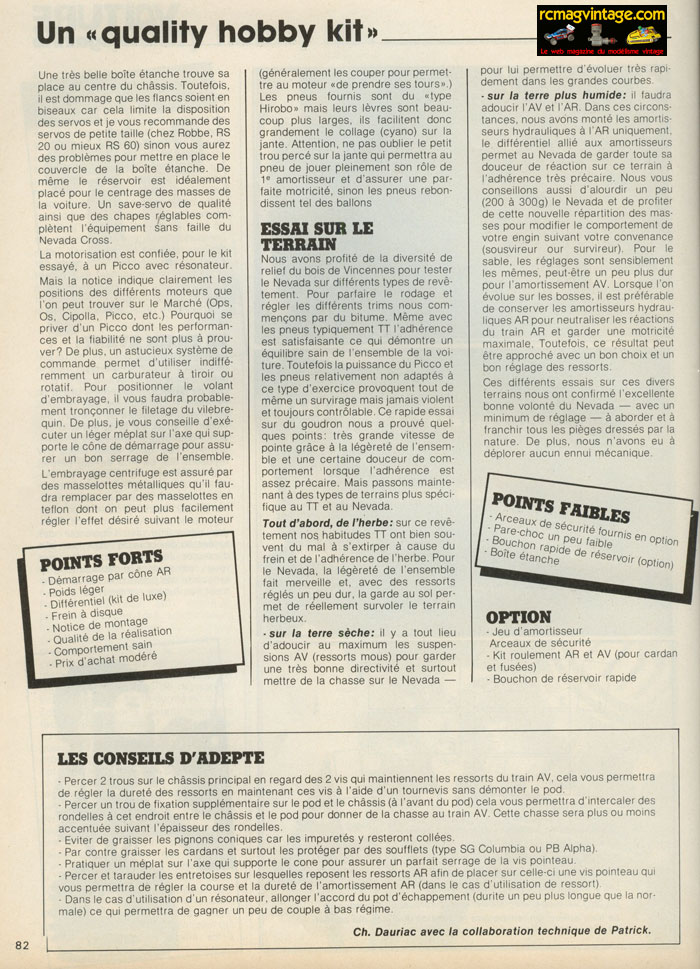 rcmagvintage.com
Le web magazine du modélisme vintage
Un «quality hobby kit»
Une très belle boîte étanche trouve sa
place au centre du châssis. Toutefois,
il est dommage que les flancs soient en
biseaux car cela limite la disposition
des servos et je vous recommande des
servos de petite taille (chez Robbe, RS
20 ou mieux RS 60) sinon vous aurez
des problèmes pour mettre en place le
couvercle de la boîte étanche. De
même le réservoir est idéalement
placé pour le centrage des masses de
la voiture. Un save-servo de qualité
ainsi que des chapes réglables com-
plètent l'équipement sans faille du
Nevada Cross.
La motorisation est confiée, pour le kit
essayé, à un Picco avec résonateur.
Mais la notice indique clairement les
positions des différents moteurs que
l'on peut trouver sur le Marché (Ops,
Os, Cipolla, Picco, etc.) Pourquoi se
priver d'un Picco dont les performan-
ces et la fiabilité ne sont plus à prou-
ver? De plus, un astucieux système de
commande permet d'utiliser indiffé-
remment un carburateur à tiroir ou
rotatif. Pour positionner le volant
d'embrayage, il vous faudra probable-
ment tronçonner le filetage du vilebre-
quin. De plus, je vous conseille d'exé-
cuter un léger méplat sur l'axe qui sup-
porte le cône de démarrage pour assu-
rer un bon serrage de l'ensemble.
L'embrayage centrifuge est assuré par
des masselottes métalliques qu'il fau-
dra remplacer par des masselottes en
teflon dont on peut plus facilement
régler l'effet désiré suivant le moteur
POINTS FORTS
- Démarrage par cône AR
- Poids léger
- Différentiel (kit de luxe)
- Frein à disque
- Notice de montage
- Qualité de la réalisation
- Comportement sain
- Prix d'achat modéré
(généralement les couper pour permet-
tre au moteur «de prendre ses tours».)
Les pneus fournis sont du «type
Hirobo» mais leurs lèvres sont beau-
coup plus larges, ils facilitent donc
grandement le collage (cyano) sur la
jante. Attention, ne pas oublier le petit
trou percé sur la jante qui permettra au
pneu de jouer pleinement son rôle de
1e amortisseur et d'assurer une par-
faite motricité, sinon les pneus rebon-
dissent tel des ballons
ESSAI SUR LE
TERRAIN
Nous avons profité de la diversité de
relief du bois de Vincennes pour tester
le Nevada sur différents types de revê-
tement. Pour parfaire le rodage et
régler les différents trims nous com-
mençons par du bitume. Même avec
les pneus typiquement TT l'adhérence
est satisfaisante ce qui démontre un
équilibre sain de l'ensemble de la voi-
ture. Toutefois la puissance du Picco et
les pneus relativement non adaptés à
ce type d'exercice provoquent tout de
même un survirage mais jamais violent
et toujours contrôlable. Ce rapide essai
sur du goudron nous a prouvé quel-
ques points: très grande vitesse de
pointe grâce à la légèreté de l'ensem-
ble et une certaine douceur de com-
portement lorsque l'adhérence est
assez précaire. Mais passons mainte-
nant à des types de terrains plus spéci-
fique au TT et au Nevada.
Tout d'abord, de l'herbe: sur ce revê-
tement nos habitudes TT ont bien sou-
vent du mal à s'extirper à cause du
frein et de l'adhérence de l'herbe. Pour
le Nevada, la légèreté de l'ensemble
fait merveille et, avec des ressorts
réglés un peu dur, la garde au sol per-
met de réellement survoler le terrain
herbeux.
- sur la terre sèche: il y a tout lieu
d'adoucir au maximum les suspen-
sions AV (ressorts mous) pour garder
une très bonne directivité et surtout
mettre de la chasse sur le Nevada —
pour lui permettre d'évoluer très rapi-
dement dans les grandes courbes.
- sur la terre plus humide: il faudra
adoucir l'AV et l'AR. Dans ces circons-
tances, nous avons monté les amortis-
seurs hydrauliques à l'AR uniquement,
le différentiel allié aux amortisseurs
permet au Nevada de garder toute sa
douceur de réaction sur ce terrain à
l'adhérence très précaire. Nous vous
conseillons aussi d'alourdir un peu
(200 à 300g) le Nevada et de profiter
de cette nouvelle répartition des mas-
ses pour modifier le comportement de
votre engin suivant votre convenance
(sousvireur our survireur). Pour le
sable, les réglages sont sensiblement
les mêmes, peut-être un peu plus dur
pour l'amortissement AV. Lorsque l'on
évolue sur les bosses, il est préférable
de conserver les amortisseurs hydrau-
liques AR pour neutraliser les réactions
du train AR et garder une motricité
maximale. Toutefois, ce résultat peut
être approché avec un bon choix et un
bon réglage des ressorts.
Ces différents essais sur ces divers
terrains nous ont confirmé l'excellente
bonne volonté du Nevada — avec un
minimum de réglage — à aborder et à
franchir tous les pièges dressés par la
nature. De plus, nous n'avons eu à
déplorer aucun ennui mécanique.
POINTS FAIBLES
- Arceaux de sécurité fournis en option
- Pare-choc un peu faible
- Bouchon rapide de réservoir (option)
- Boîte étanche
OPTION
- Jeu d'amortisseur
Arceaux de sécurité
- Kit roulement AR et AV (pour cardan
et fusées)
- Bouchon de réservoir rapide
LES CONSEILS D'ADEPTE
- Percer 2 trous sur le châssis principal en regard des 2 vis qui maintiennent les ressorts du train AV, cela vous permettra
de régler la dureté des ressorts en maintenant ces vis à l'aide d'un tournevis sans démonter le pod.
- Percer un trou de fixation supplémentaire sur le pod et le châssis (à l'avant du pod) cela vous permettra d'intercaler des
rondelles à cet endroit entre le châssis et le pod pour donner de la chasse au train AV. Cette chasse sera plus ou moins
accentuée suivant l'épaisseur des rondelles.
- Eviter de graisser les pignons coniques car les impuretés y resteront collées.
- Par contre graisser les cardans et surtout les protéger par des soufflets (type SG Columbia ou PB Alpha).
- Pratiquer un méplat sur l'axe qui supporte le cone pour assurer un parfait serrage de la vis pointeau.
- Percer et tarauder les entretoises sur lesquelles reposent les ressorts AR afin de placer sur celle-ci une vis pointeau qui
vous permettra de régler la course et la dureté de l'amortissement AR (dans le cas d'utilisation de ressort).
- Dans le cas d'utilisation d'un résonateur, allonger l'accord du pot d'échappement (durite un peu plus longue que la nor-
male) ce qui permettra de gagner un peu de couple à bas régime.
Ch. Dauriac avec la collaboration technique de Patrick.
82